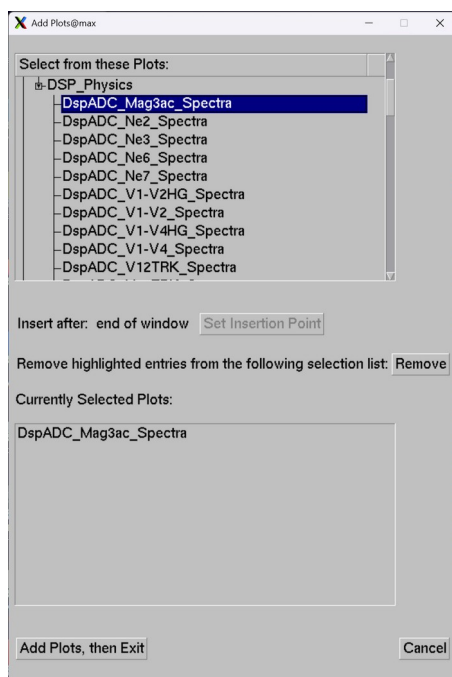 Add Plots@max
Select from these Plots:
DSP_Physics
DspADC_Mag3ac_Spectra
DspADC_Ne2_Spectra
DspADC_Ne3_Spectra
DspADC_Ne6_Spectra
DspADC_Ne7_Spectra
DspADC_V1-V2HG_Spectra
DspADC_V1-V2_Spectra
DspADC_V1-V4HG_Spectra
DspADC_V1-V4_Spectra
DspADC_V12TRK_Spectra
Insert after: end of window Set Insertion Point
Remove highlighted entries from the following selection list: Remove
Currently Selected Plots:
DspADC_Mag3ac_Spectra
Add Plots, then Exit Cancel